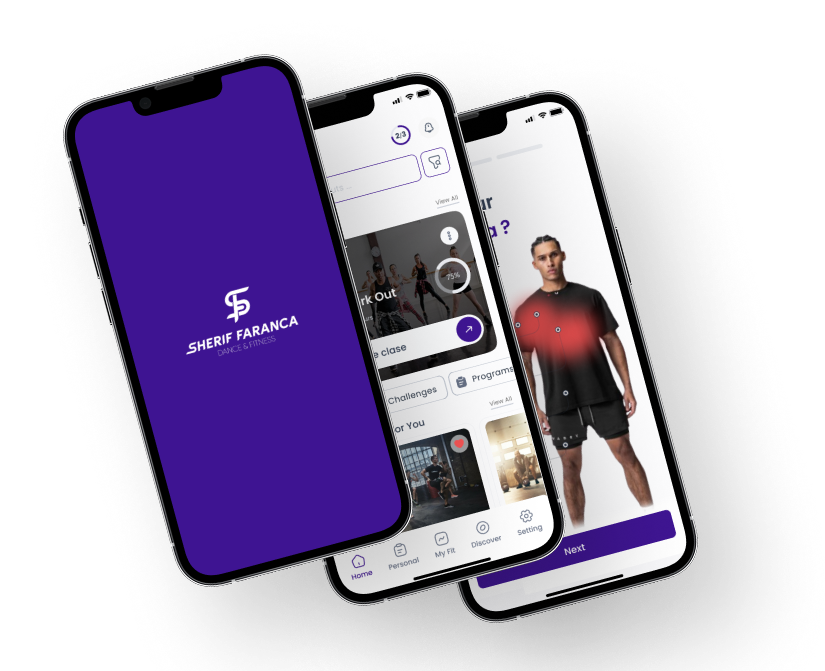 SHERIF FARANCA
DANCE & FITNESS
2/3
View All
75%
rk Out
e clase
Challenges
Programs
View All
or You
Home
Personal
My Fit
Discover
Setting
ur
a ?
Next